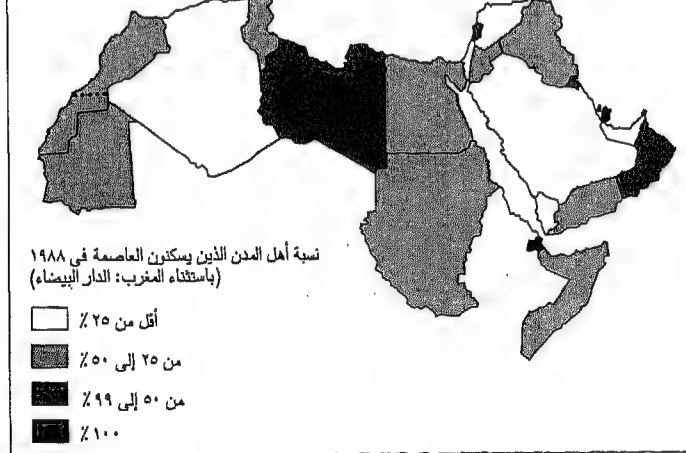 نسبة أهل المدن الذين يسكنون العاصمة فى ١٩٨٨
(باستثناء المغرب: الدار البيضاء)
أقل من ٢٥ ٪
من ٢٥ إلى ٥٠ ٪
من ٥٠ إلى ٩٩ ٪
١٠٠ ٪